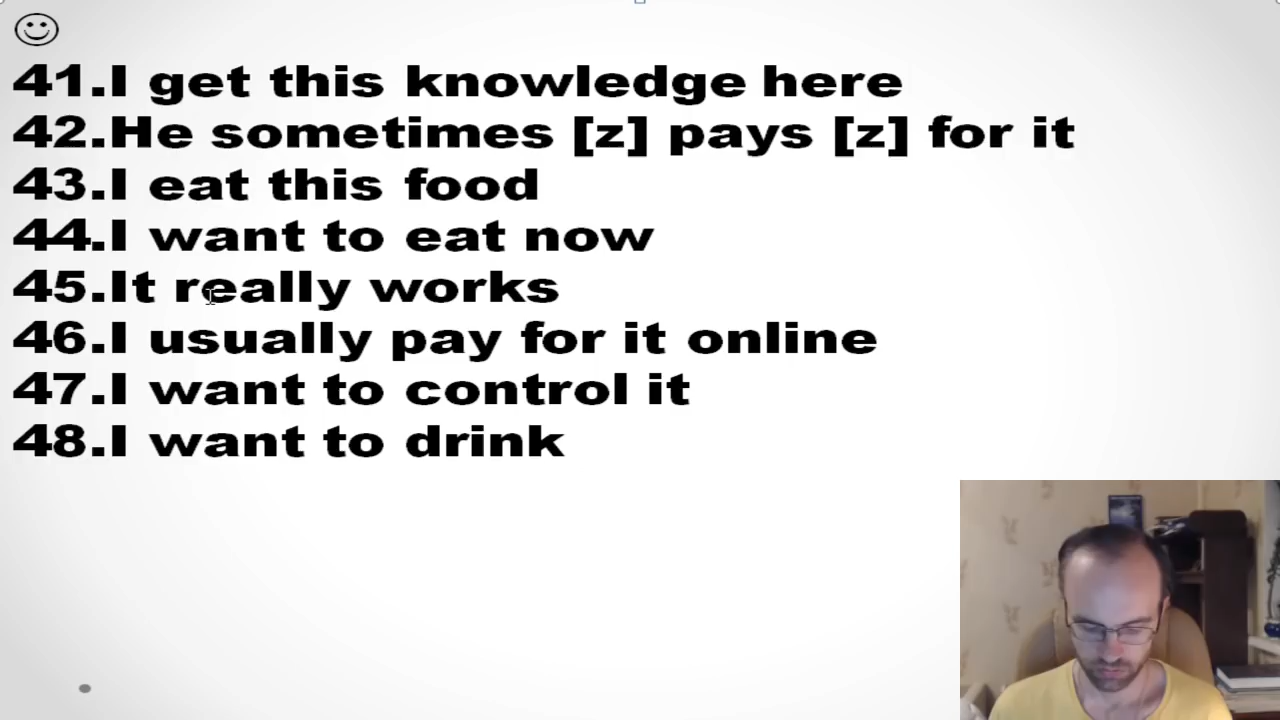 41.I get this knowledge here
42.He sometimes [z] pays [z] for it
43.I eat this food
44.I want to eat now
45.It really works
46.I usually pay for it online
47.I want to control it
48.I want to drink